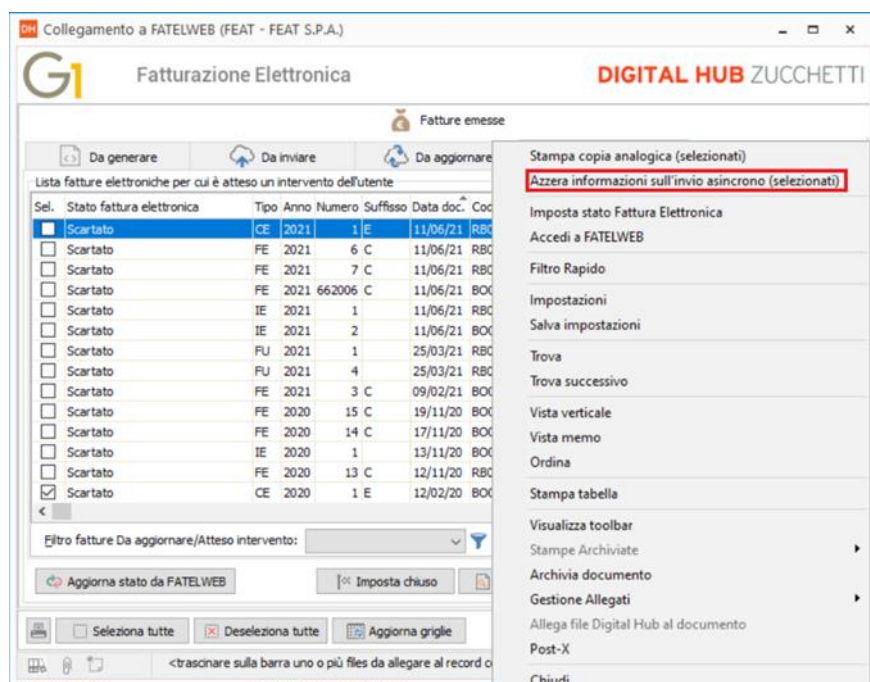 DH Collegamento a FATELWEB (FEAT - FEAT S.P.A.)
G1 Fatturazione Elettronica DIGITAL HUB ZUCCHETTI
Fatture emesse
Da generare Da inviare Da aggiornare
Lista fatture elettroniche per cui è atteso un intervento dell'utente
Sel. Stato fattura elettronica Tipo Anno Numero Suffisso Data doc.
Scartato CE 2021 1 E 11/06/21
Scartato FE 2021 6 C 11/06/21
Scartato FE 2021 7 C 11/06/21
Scartato FE 2021 662006 C 11/06/21
Scartato IE 2021 1 11/06/21
Scartato IE 2021 2 11/06/21
Scartato FU 2021 1 25/03/21
Scartato FU 2021 4 25/03/21
Scartato FE 2021 3 C 09/02/21
Scartato FE 2020 15 C 19/11/20
Scartato FE 2020 14 C 17/11/20
Scartato IE 2020 1 13/11/20
Scartato FE 2020 13 C 12/11/20
Scartato CE 2020 1 E 12/02/20
Filtro fatture Da aggiornare/Atteso intervento:
Aggiorna stato da FATELWEB Imposta chiuso
Seleziona tutte Deseleziona tutte Aggiorna griglie
<trascinare sulla barra uno o più files da allegare al record
Stampa copia analogica (selezionati)
Azzera informazioni sull'invio asincrono (selezionati)
Imposta stato Fattura Elettronica
Accedi a FATELWEB
Filtro Rapido
Impostazioni
Salva impostazioni
Trova
Trova successivo
Vista verticale
Vista memo
Ordina
Stampa tabella
Visualizza toolbar
Stampe Archiviate
Archivia documento
Gestione Allegati
Allega file Digital Hub al documento
Post-X
Chiudi